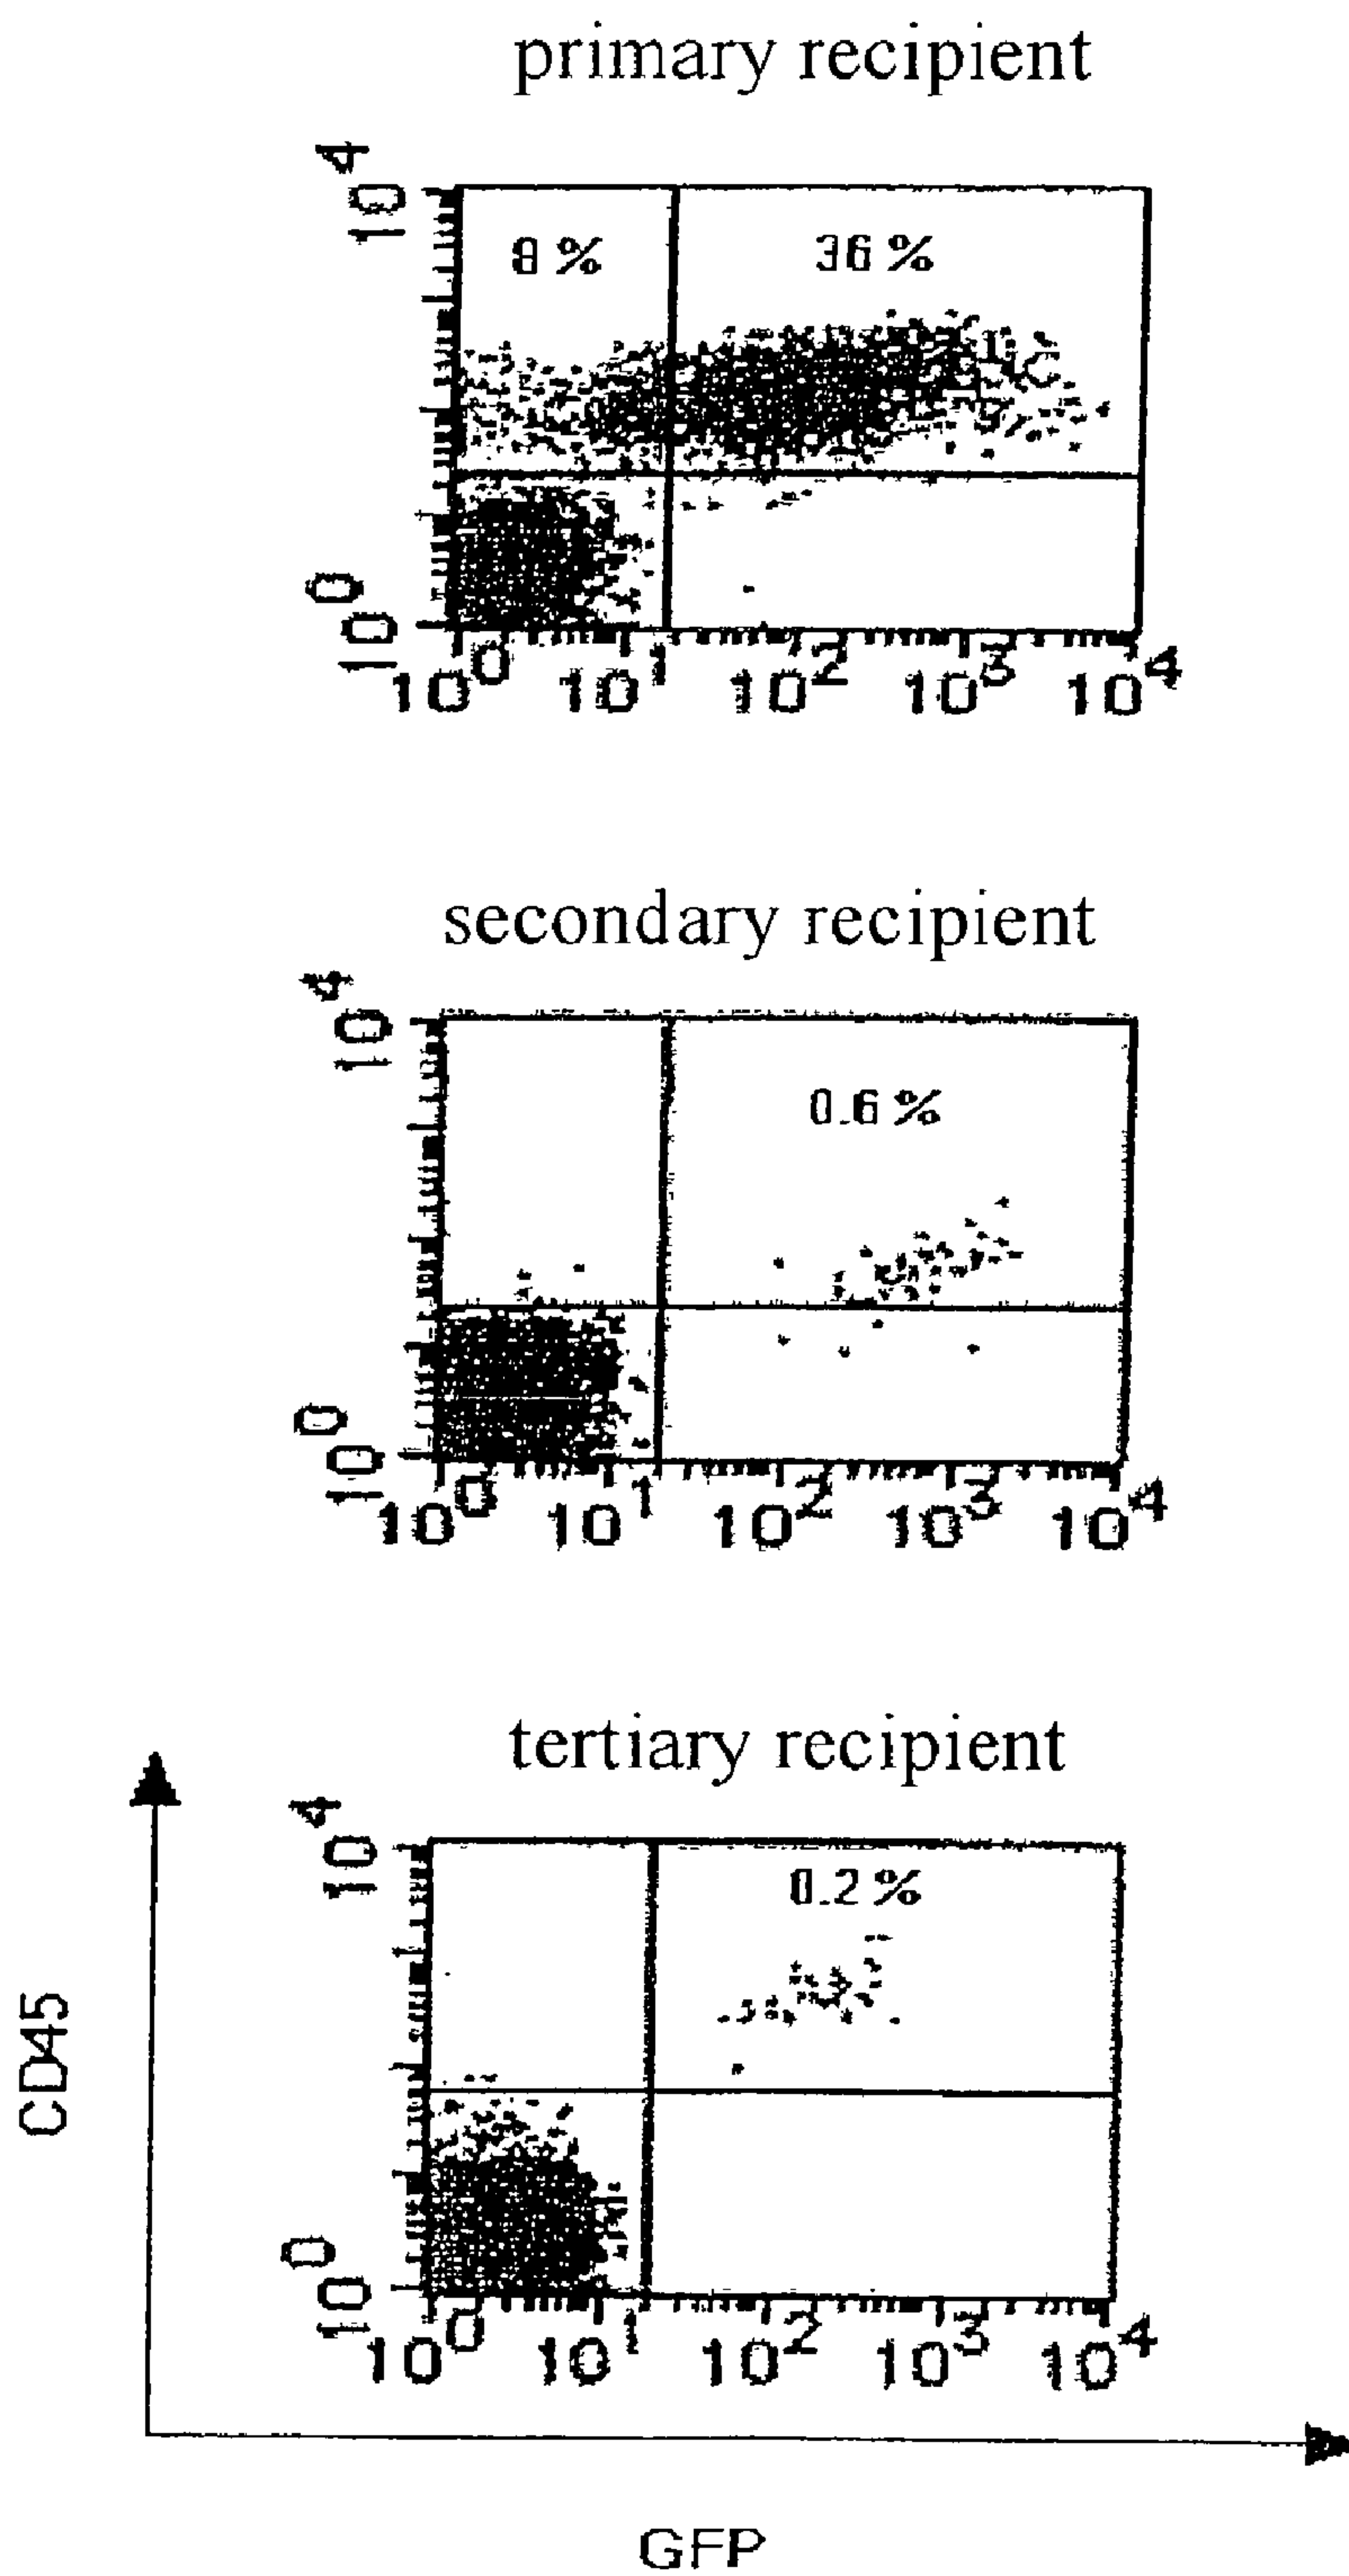 primary recipient
10^4
8 %
36 %
10^0
10^0 10^1 10^2 10^3 10^4
secondary recipient
10^4
0.6 %
10^0
10^0 10^1 10^2 10^3 10^4
tertiary recipient
10^4
0.2 %
10^0
10^0 10^1 10^2 10^3 10^4
CD45
GFP